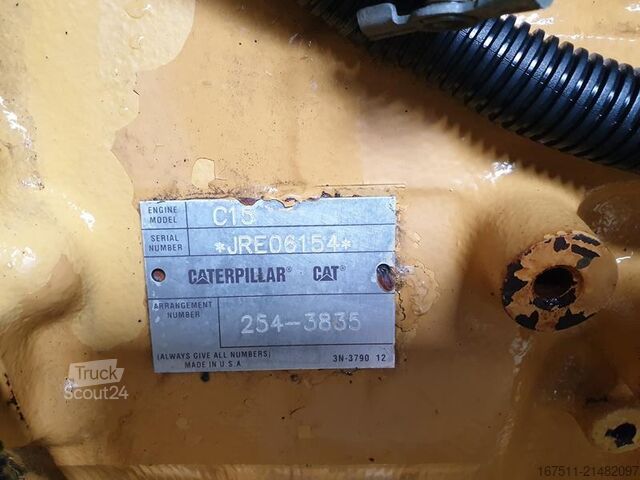 ENGINE MODEL C15
SERIAL NUMBER *JRE06154*
CATERPILLAR® CAT®
ARRANGEMENT NUMBER 254-3835
(ALWAYS GIVE ALL NUMBERS) 3N-3790 12
MADE IN U.S.A
Truck
Scout24
167511-21482097